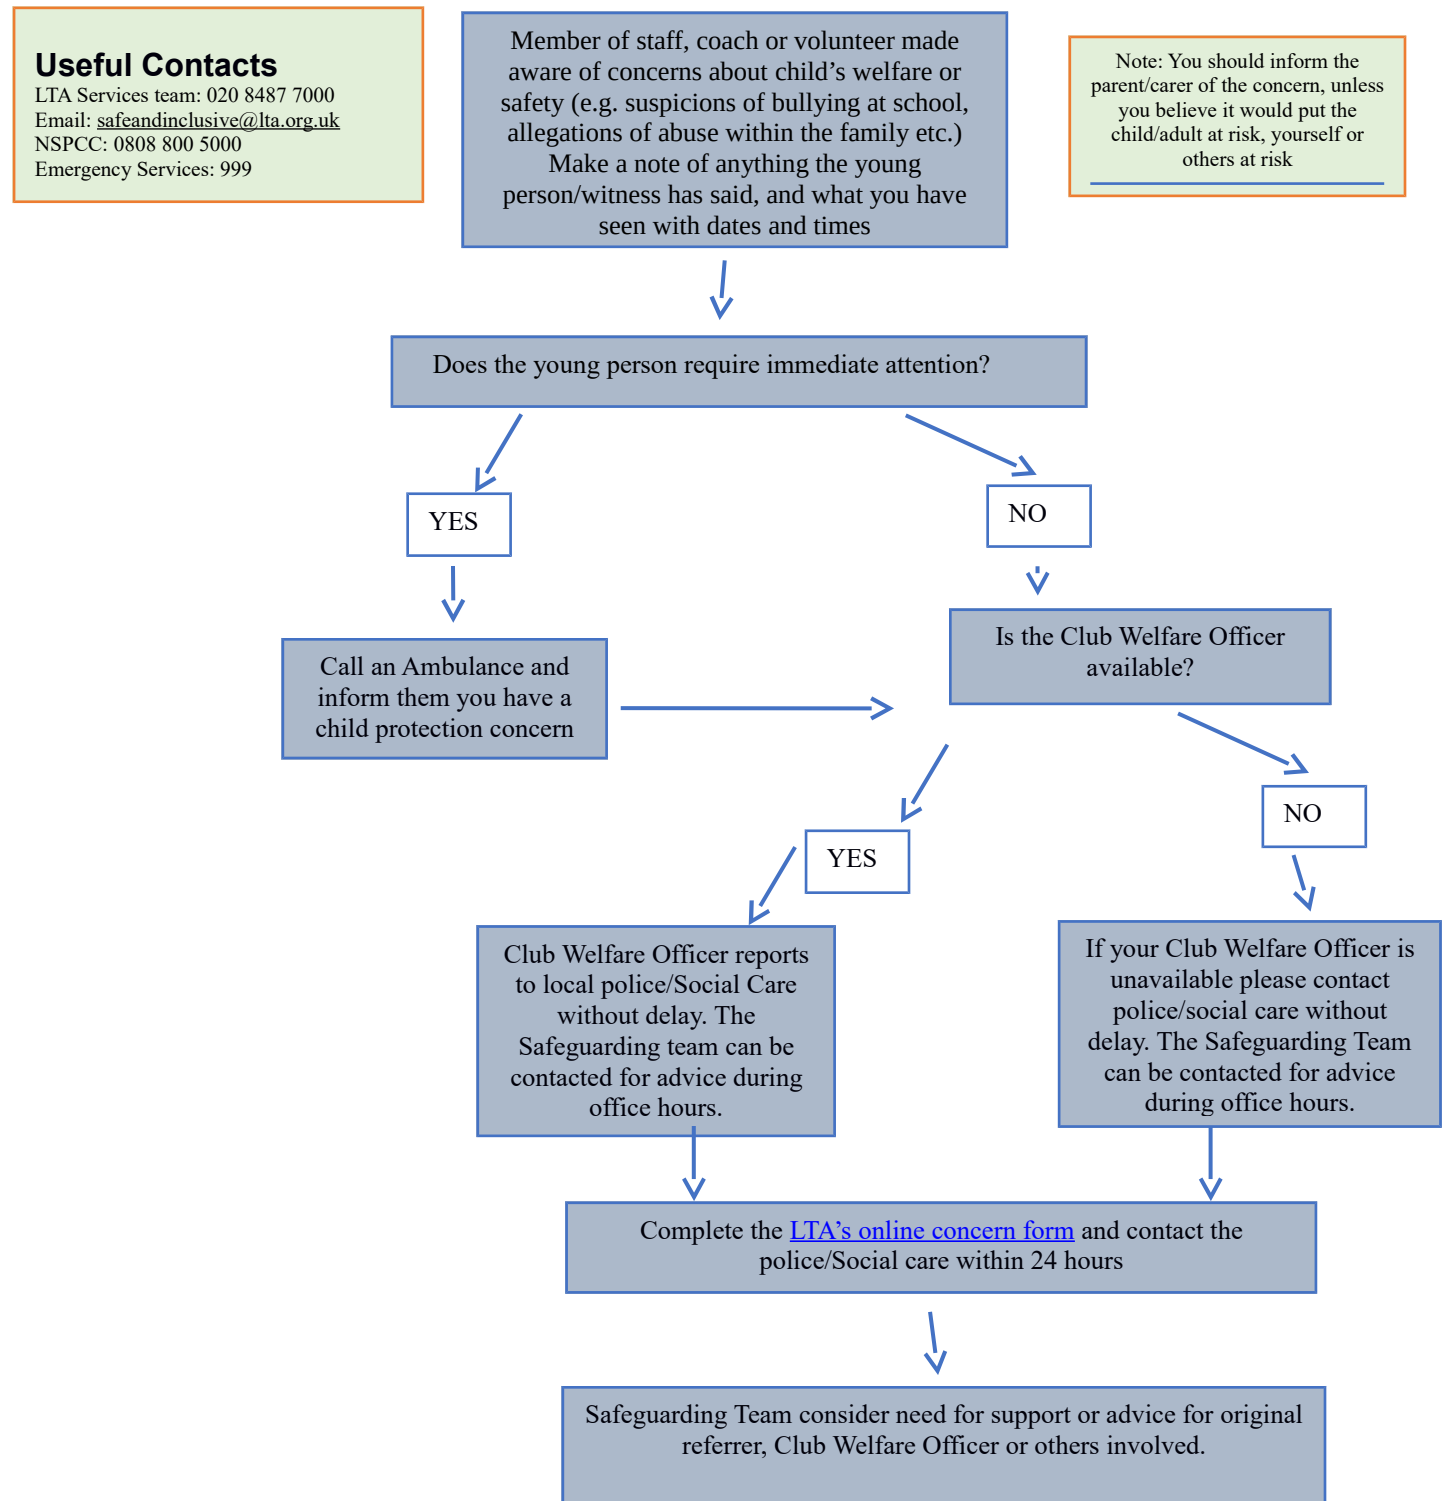 Useful Contacts
LTA Services team: 020 8487 7000
Email: safeandinclusive@lta.org.uk
NSPCC: 0808 800 5000
Emergency Services: 999
Member of staff, coach or volunteer made
aware of concerns about child’s welfare or
safety (e.g. suspicions of bullying at school,
allegations of abuse within the family etc.)
Make a note of anything the young
person/witness has said, and what you have
seen with dates and times
Note: You should inform the
parent/carer of the concern, unless
you believe it would put the
child/adult at risk, yourself or
others at risk
Does the young person require immediate attention?
YES
NO
Call an Ambulance and
inform them you have a
child protection concern
Is the Club Welfare Officer
available?
YES
NO
Club Welfare Officer reports
to local police/Social Care
without delay. The
Safeguarding team can be
contacted for advice during
office hours.
If your Club Welfare Officer is
unavailable please contact
police/social care without
delay. The Safeguarding Team
can be contacted for advice
during office hours.
Complete the LTA’s online concern form and contact the
police/Social care within 24 hours
Safeguarding Team consider need for support or advice for original
referrer, Club Welfare Officer or others involved.